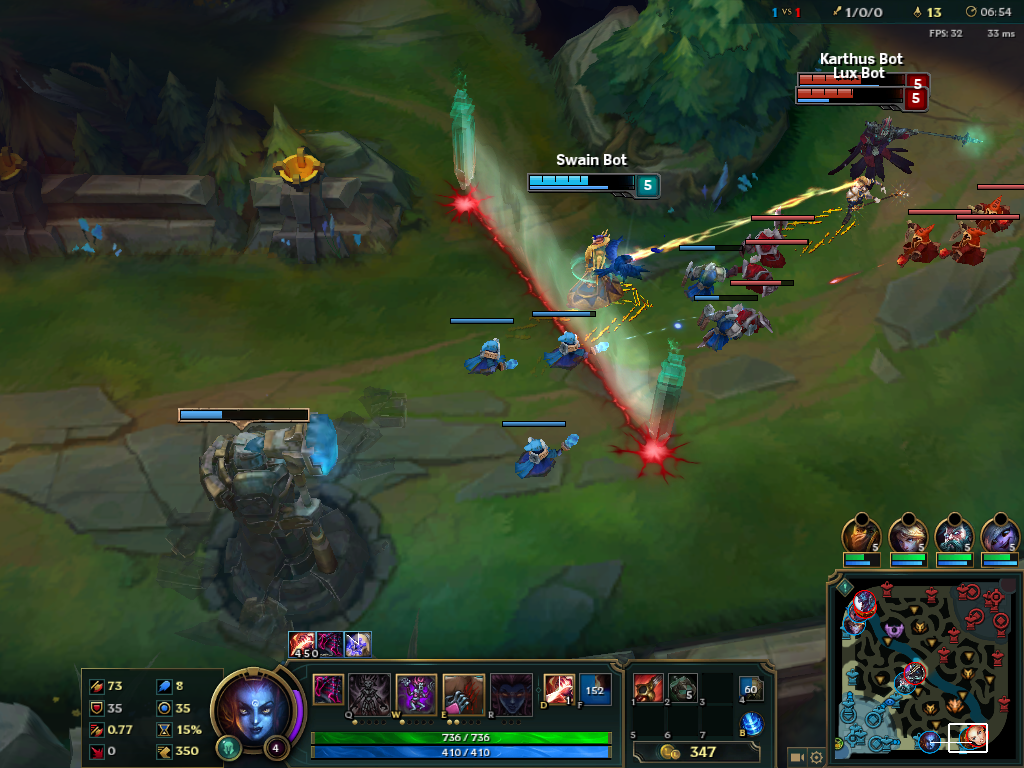 1 vs 1 1/0/0 13 06:54
FPS: 32 33 ms
Karthus Bot
Lux Bot
5
5
Swain Bot
5
5 5 5 5
450
73 8
35 35
0.77 15%
0 350
4
Q W E R D 1 F 152
736 / 736
410 / 410
1 2 5 3 4 60
5 6 7 B
347